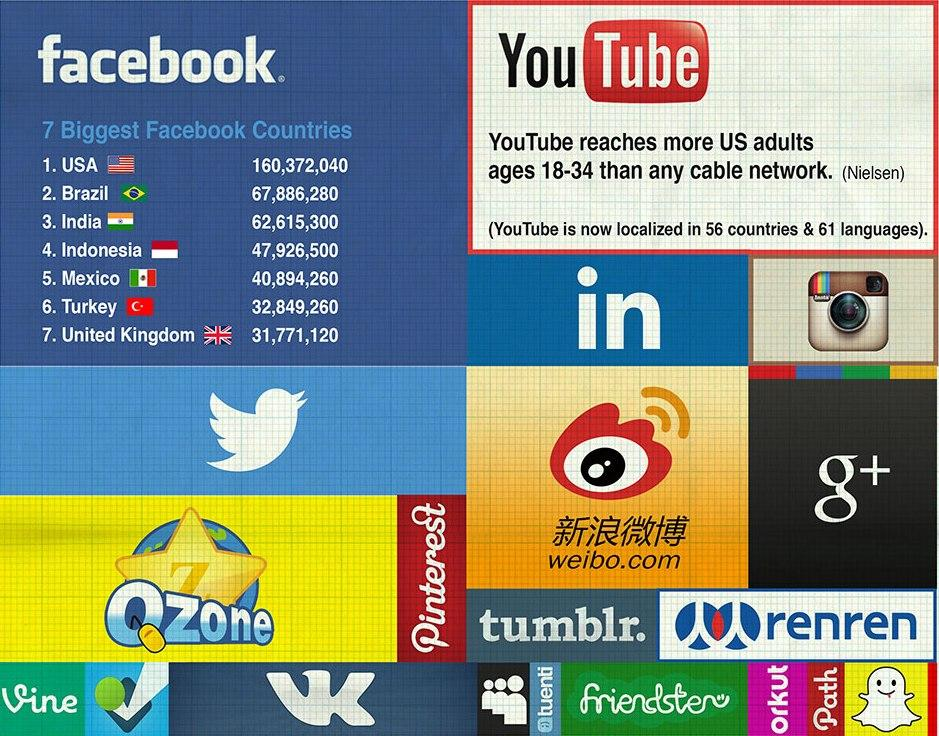 facebook®
7 Biggest Facebook Countries
1. USA 160,372,040
2. Brazil 67,886,280
3. India 62,615,300
4. Indonesia 47,926,500
5. Mexico 40,894,260
6. Turkey 32,849,260
7. United Kingdom 31,771,120
YouTube
YouTube reaches more US adults
ages 18-34 than any cable network. (Nielsen)
(YouTube is now localized in 56 countries & 61 languages).
in
Insta
新浪微博
weibo.com
g+
Z
Qzone
Pinterest
tumblr.
renren
Vine
VK
tuenti
friendster
orkut
Path